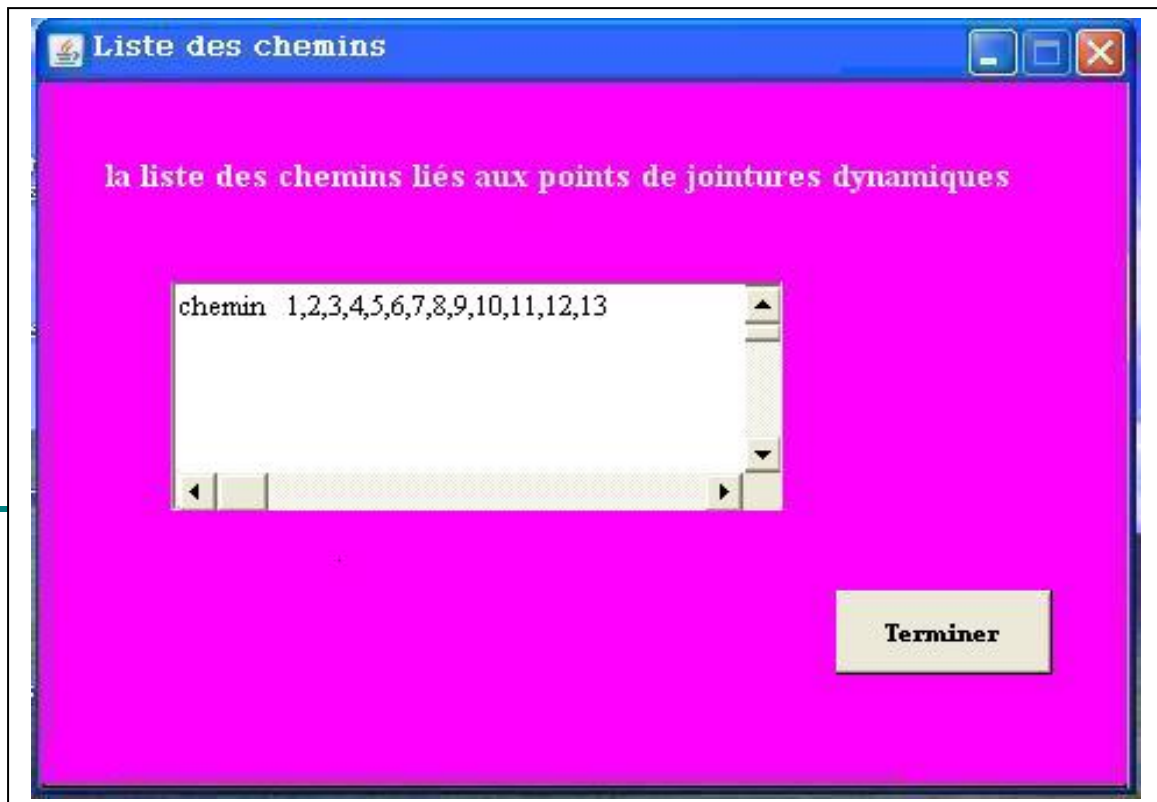 Liste des chemins
la liste des chemins liés aux points de jointures dynamiques
chemin 1,2,3,4,5,6,7,8,9,10,11,12,13
Terminer